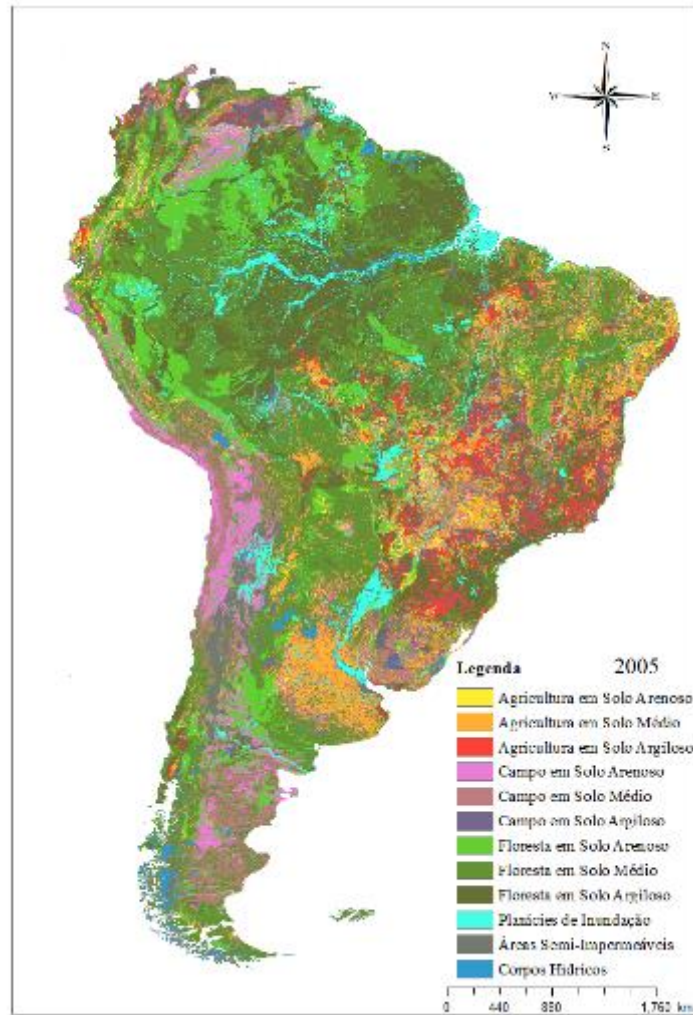 N
W E
S
Legenda 2005
Agricultura em Solo Arenoso
Agricultura em Solo Médio
Agricultura em Solo Argiloso
Campo em Solo Arenoso
Campo em Solo Médio
Campo em Solo Argiloso
Floresta em Solo Arenoso
Floresta em Solo Médio
Floresta em Solo Argiloso
Planícies de Inundação
Áreas Semi-Impermeáveis
Corpos Hídricos
0 440 880 1,760 km